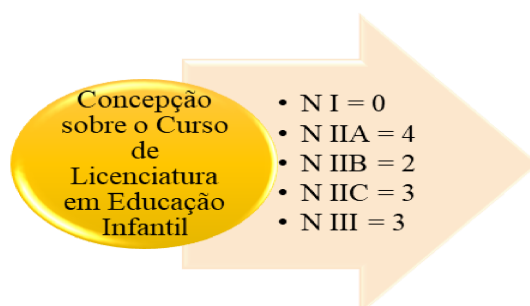 Concepção
sobre o Curso
de
Licenciatura
em Educação
Infantil
• N I = 0
• N IIA = 4
• N IIB = 2
• N IIC = 3
• N III = 3